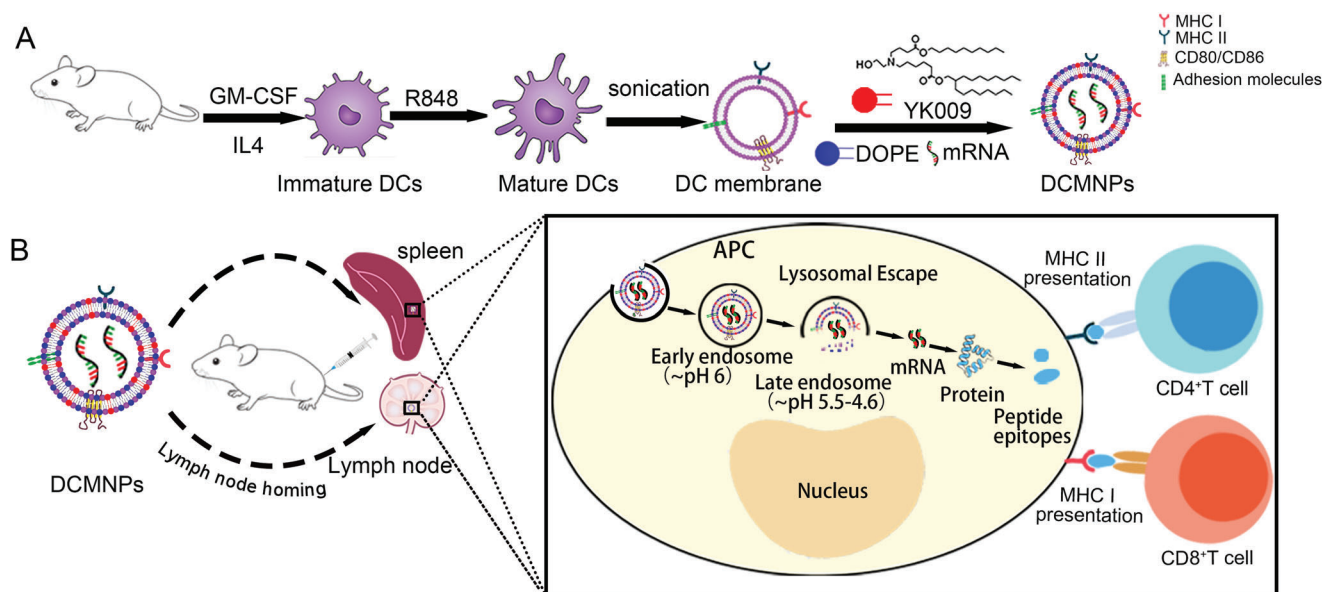 A
GM-CSF
IL4
Immature DCs
R848
Mature DCs
sonication
DC membrane
HO
N
O
O
O
O
YK009
DOPE
mRNA
DCMNPs
MHC I
MHC II
CD80/CD86
Adhesion molecules
B
DCMNPs
spleen
Lymph node
Lymph node homing
APC
Lysosomal Escape
Early endosome
(~pH 6)
Late endosome
(~pH 5.5-4.6)
mRNA
Protein
Peptide
epitopes
Nucleus
MHC II
presentation
CD4⁺T cell
MHC I
presentation
CD8⁺T cell